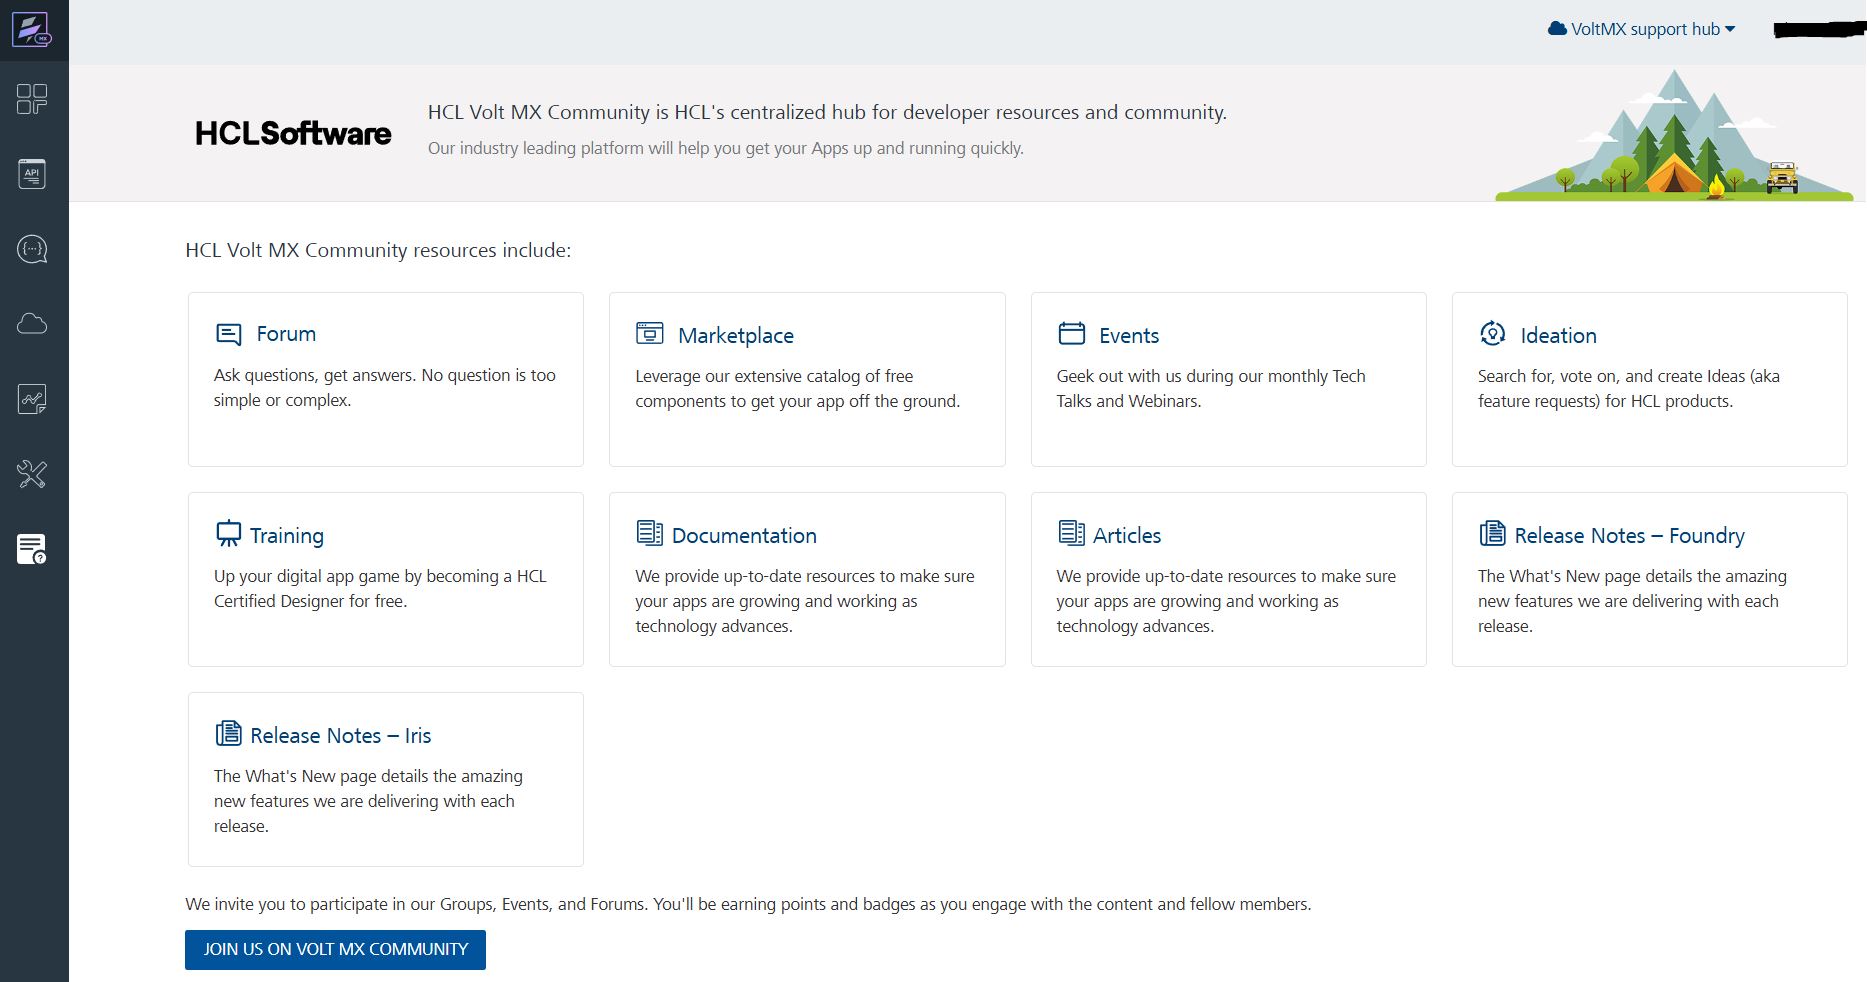 MX
VoltMX support hub
HCLSoftware
HCL Volt MX Community is HCL's centralized hub for developer resources and community.
Our industry leading platform will help you get your Apps up and running quickly.
API
HCL Volt MX Community resources include:
Forum
Ask questions, get answers. No question is too
simple or complex.
Marketplace
Leverage our extensive catalog of free
components to get your app off the ground.
Events
Geek out with us during our monthly Tech
Talks and Webinars.
Ideation
Search for, vote on, and create Ideas (aka
feature requests) for HCL products.
Training
Up your digital app game by becoming a HCL
Certified Designer for free.
Documentation
We provide up-to-date resources to make sure
your apps are growing and working as
technology advances.
Articles
We provide up-to-date resources to make sure
your apps are growing and working as
technology advances.
Release Notes – Foundry
The What's New page details the amazing
new features we are delivering with each
release.
Release Notes – Iris
The What's New page details the amazing
new features we are delivering with each
release.
We invite you to participate in our Groups, Events, and Forums. You'll be earning points and badges as you engage with the content and fellow members.
JOIN US ON VOLT MX COMMUNITY